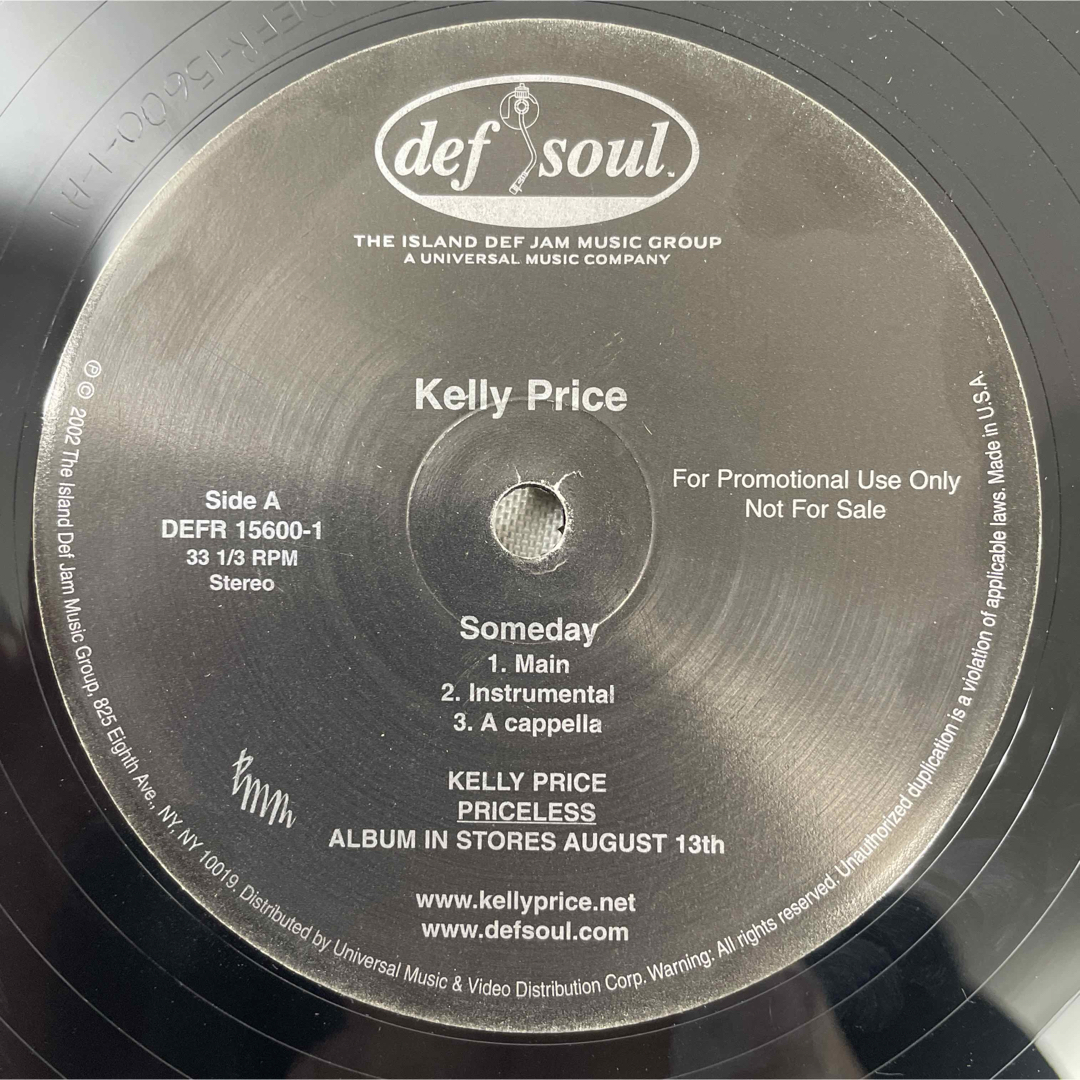 DEFR-15600-1-A1
def soul.
THE ISLAND DEF JAM MUSIC GROUP
A UNIVERSAL MUSIC COMPANY
Kelly Price
For Promotional Use Only
Not For Sale
Side A
DEFR 15600-1
33 1/3 RPM
Stereo
Someday
1. Main
2. Instrumental
3. A cappella
KELLY PRICE
PRICELESS
ALBUM IN STORES AUGUST 13th
www.kellyprice.net
www.defsoul.com
℗ © 2002 The Island Def Jam Music Group, 825 Eighth Ave., NY, NY 10019. Distributed by Universal Music & Video Distribution Corp. Warning: All rights reserved. Unauthorized duplication is a violation of applicable laws. Made in U.S.A.